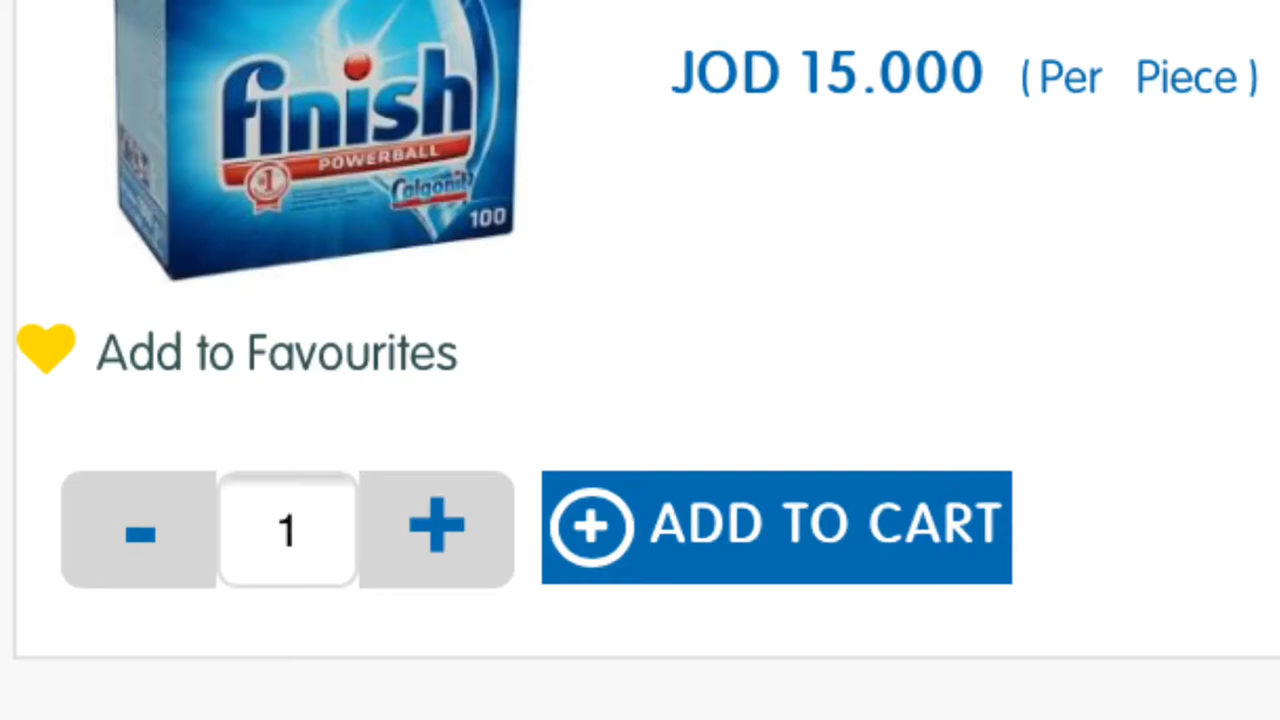 finish
POWERBALL
#1
Calgonit
100
JOD 15.000 (Per Piece)
Add to Favourites
- 1 +
ADD TO CART